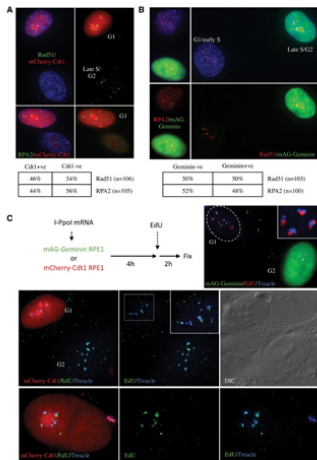 A
B
G1
Rad51/
mCherry-Cdt1
Late S/
G2
G1
RPA2/mCherry-Cdt1
G1/early S
Late S/G2
RPA2/mAG-
Geminin
Rad51/mAG-Geminin
Cdt1+ve Cdt1-ve
46% 54% Rad51 (n=106)
44% 56% RPA2 (n=105)
Geminin-ve Geminin+ve
50% 50% Rad51 (n=103)
52% 48% RPA2 (n=100)
C
I-PpoI mRNA
EdU
mAG-Geminin RPE1
or
mCherry-Cdt1 RPE1
4h
2h
Fix
G1
G2
mAG-Geminin/EdU/Treacle
G1
G2
mCherry-Cdt1/EdU/Treacle
EdU/Treacle
DIC
mCherry-Cdt1/EdU/Treacle
EdU
EdU/Treacle